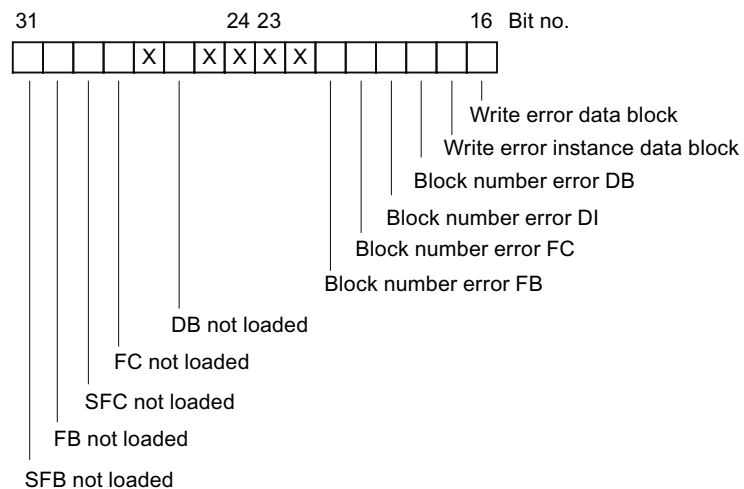 31 24 23 16 Bit no.
X X X X X
Write error data block
Write error instance data block
Block number error DB
Block number error DI
Block number error FC
Block number error FB
DB not loaded
FC not loaded
SFC not loaded
FB not loaded
SFB not loaded